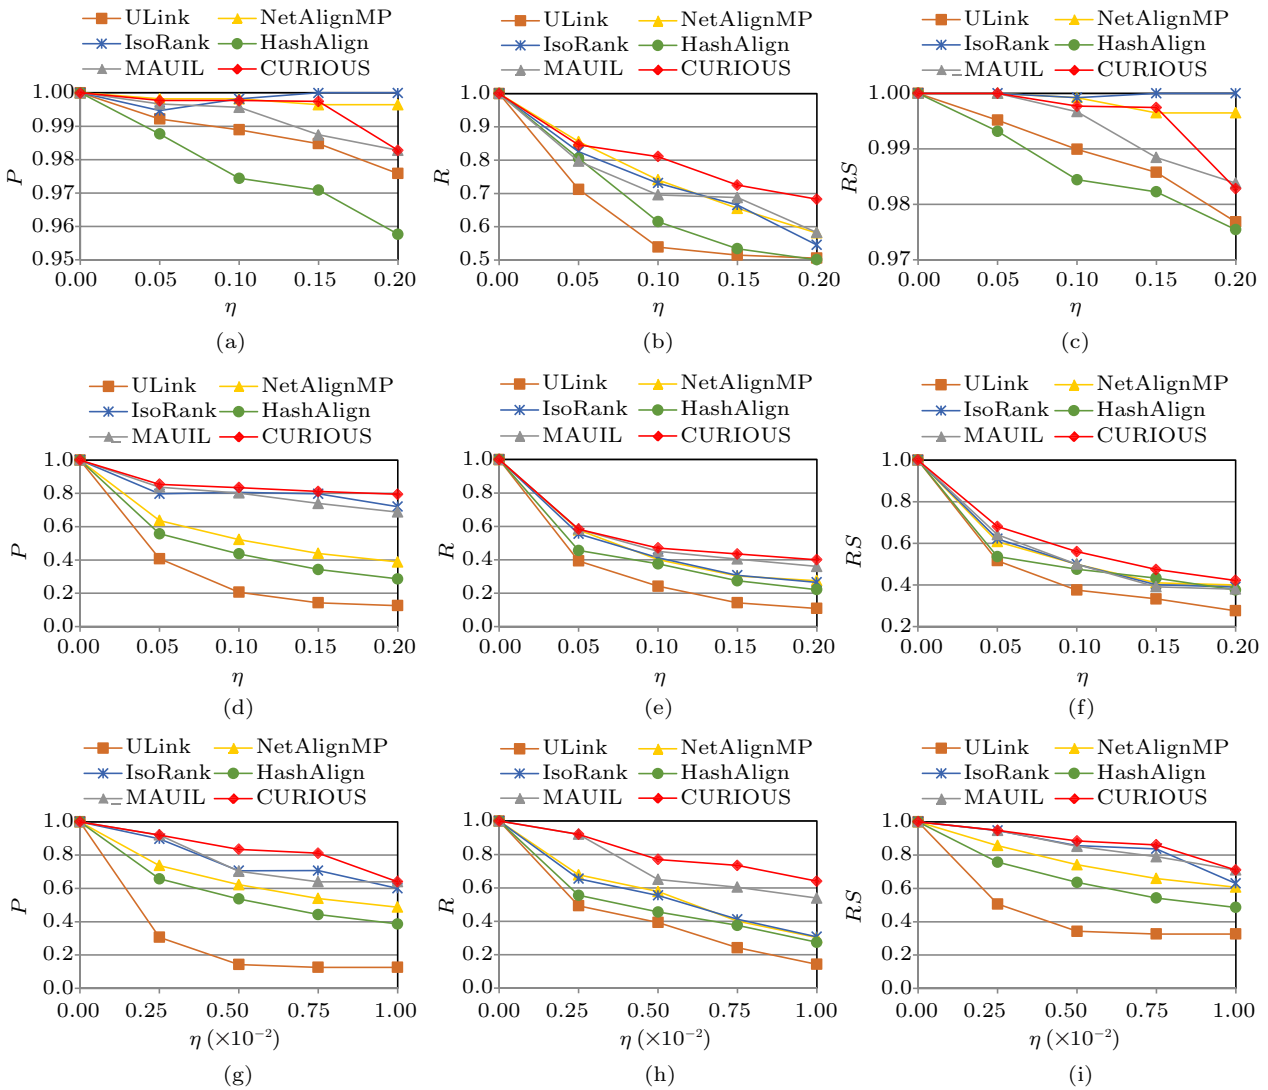 ULink NetAlignMP
IsoRank HashAlign
MAUIL CURIOUS
1.00
0.99
0.98
0.97
0.96
0.95
P
0.00 0.05 0.10 0.15 0.20
η
(a)
ULink NetAlignMP
IsoRank HashAlign
MAUIL CURIOUS
1.0
0.9
0.8
0.7
0.6
0.5
R
0.00 0.05 0.10 0.15 0.20
η
(b)
ULink NetAlignMP
IsoRank HashAlign
MAUIL CURIOUS
1.00
0.99
0.98
0.97
RS
0.00 0.05 0.10 0.15 0.20
η
(c)
ULink NetAlignMP
IsoRank HashAlign
MAUIL CURIOUS
1.0
0.8
0.6
0.4
0.2
0.0
P
0.00 0.05 0.10 0.15 0.20
η
(d)
ULink NetAlignMP
IsoRank HashAlign
MAUIL CURIOUS
1.0
0.8
0.6
0.4
0.2
0.0
R
0.00 0.05 0.10 0.15 0.20
η
(e)
ULink NetAlignMP
IsoRank HashAlign
MAUIL CURIOUS
1.0
0.8
0.6
0.4
0.2
RS
0.00 0.05 0.10 0.15 0.20
η
(f)
ULink NetAlignMP
IsoRank HashAlign
MAUIL CURIOUS
1.0
0.8
0.6
0.4
0.2
0.0
P
0.00 0.25 0.50 0.75 1.00
η (×10⁻²)
(g)
ULink NetAlignMP
IsoRank HashAlign
MAUIL CURIOUS
1.0
0.8
0.6
0.4
0.2
0.0
R
0.00 0.25 0.50 0.75 1.00
η (×10⁻²)
(h)
ULink NetAlignMP
IsoRank HashAlign
MAUIL CURIOUS
1.0
0.8
0.6
0.4
0.2
0.0
RS
0.00 0.25 0.50 0.75 1.00
η (×10⁻²)
(i)